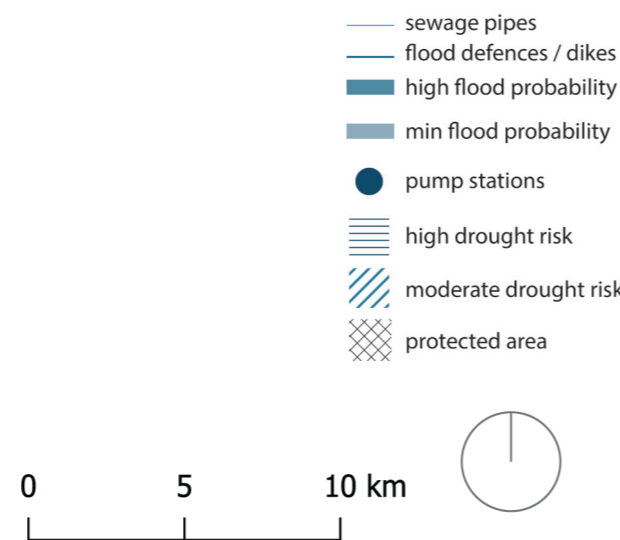 sewage pipes
flood defences / dikes
high flood probability
min flood probability
pump stations
high drought risk
moderate drought risk
protected area
0 5 10 km